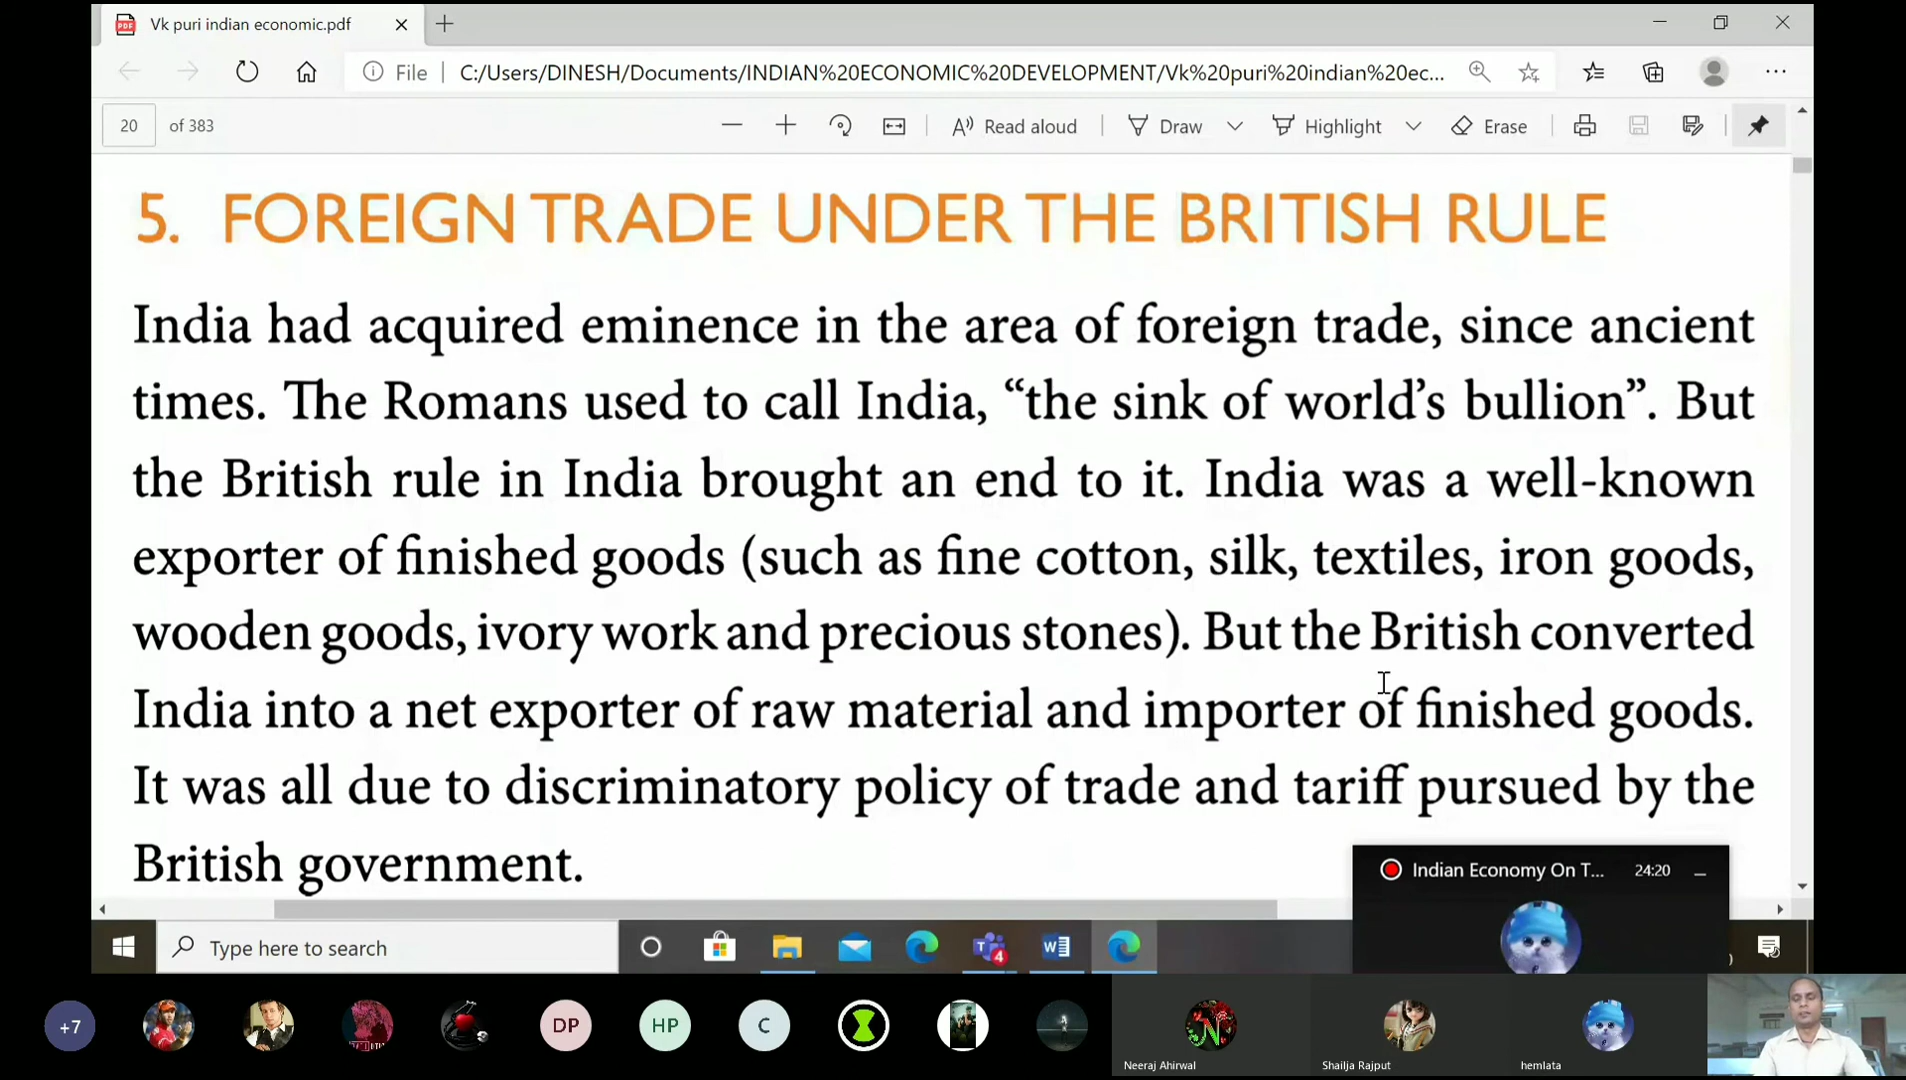 Vk puri indian economic.pdf
File C:/Users/DINESH/Documents/INDIAN%20ECONOMIC%20DEVELOPMENT/Vk%20puri%20indian%20ec...
20 of 383
Read aloud Draw Highlight Erase
5. FOREIGN TRADE UNDER THE BRITISH RULE
India had acquired eminence in the area of foreign trade, since ancient
times. The Romans used to call India, “the sink of world’s bullion”. But
the British rule in India brought an end to it. India was a well-known
exporter of finished goods (such as fine cotton, silk, textiles, iron goods,
wooden goods, ivory work and precious stones). But the British converted
India into a net exporter of raw material and importer of finished goods.
It was all due to discriminatory policy of trade and tariff pursued by the
British government.
Indian Economy On T... 24:20
Type here to search
4
+7
DP
HP
C
N
Neeraj Ahirwal
Shailja Rajput
hemlata